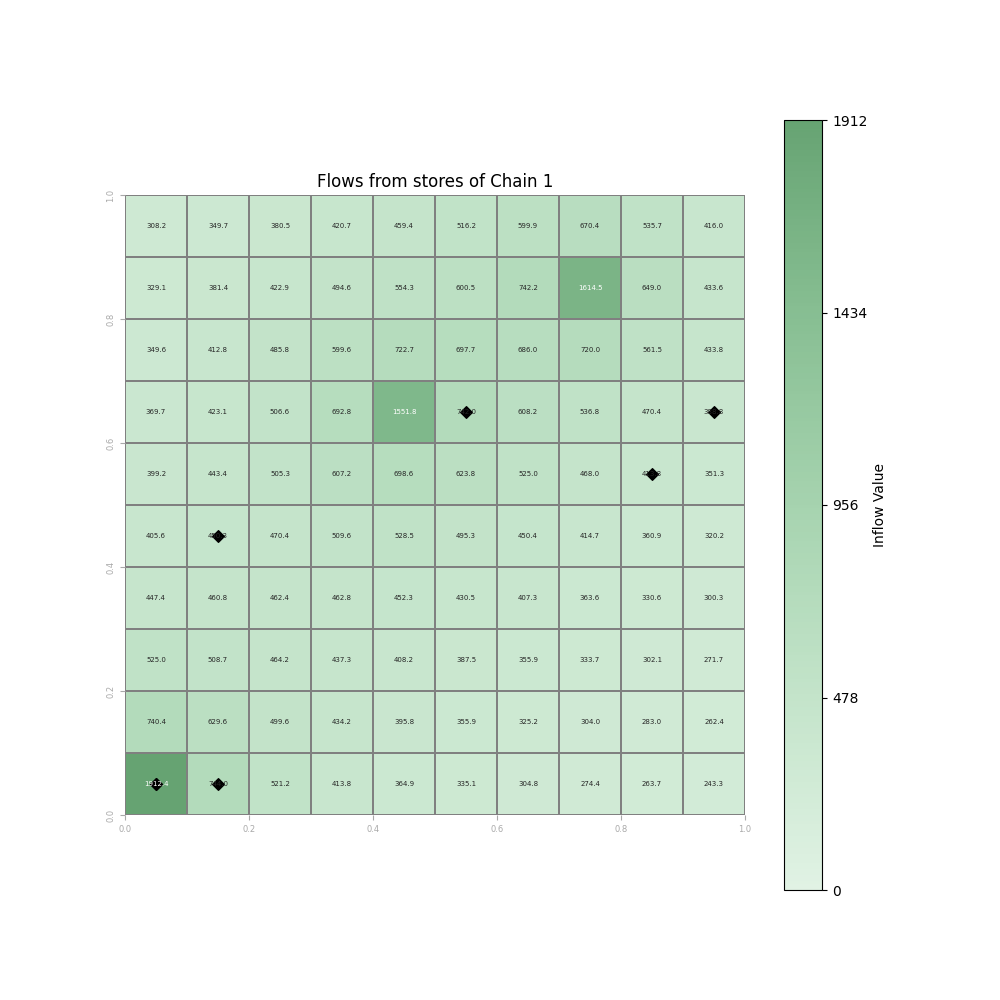 Flows from stores of Chain 1
1.0
308.2 349.7 380.5 420.7 459.4 516.2 599.9 670.4 535.7 416.0
329.1 381.4 422.9 494.6 554.3 600.5 742.2 1614.5 649.0 433.6
0.8
349.6 412.8 485.8 599.6 722.7 697.7 686.0 720.0 561.5 433.8
369.7 423.1 506.6 692.8 1551.8 608.2 536.8 470.4
0.6
399.2 443.4 505.3 607.2 698.6 623.8 525.0 468.0 351.3
405.6 470.4 509.6 528.5 495.3 450.4 414.7 360.9 320.2
0.4
447.4 460.8 462.4 462.8 452.3 430.5 407.3 363.6 330.6 300.3
525.0 508.7 464.2 437.3 408.2 387.5 355.9 333.7 302.1 271.7
0.2
740.4 629.6 499.6 434.2 395.8 355.9 325.2 304.0 283.0 262.4
1912.4 521.2 413.8 364.9 335.1 304.8 274.4 263.7 243.3
0.0
0.0 0.2 0.4 0.6 0.8 1.0
1912
1434
956
478
0
Inflow Value